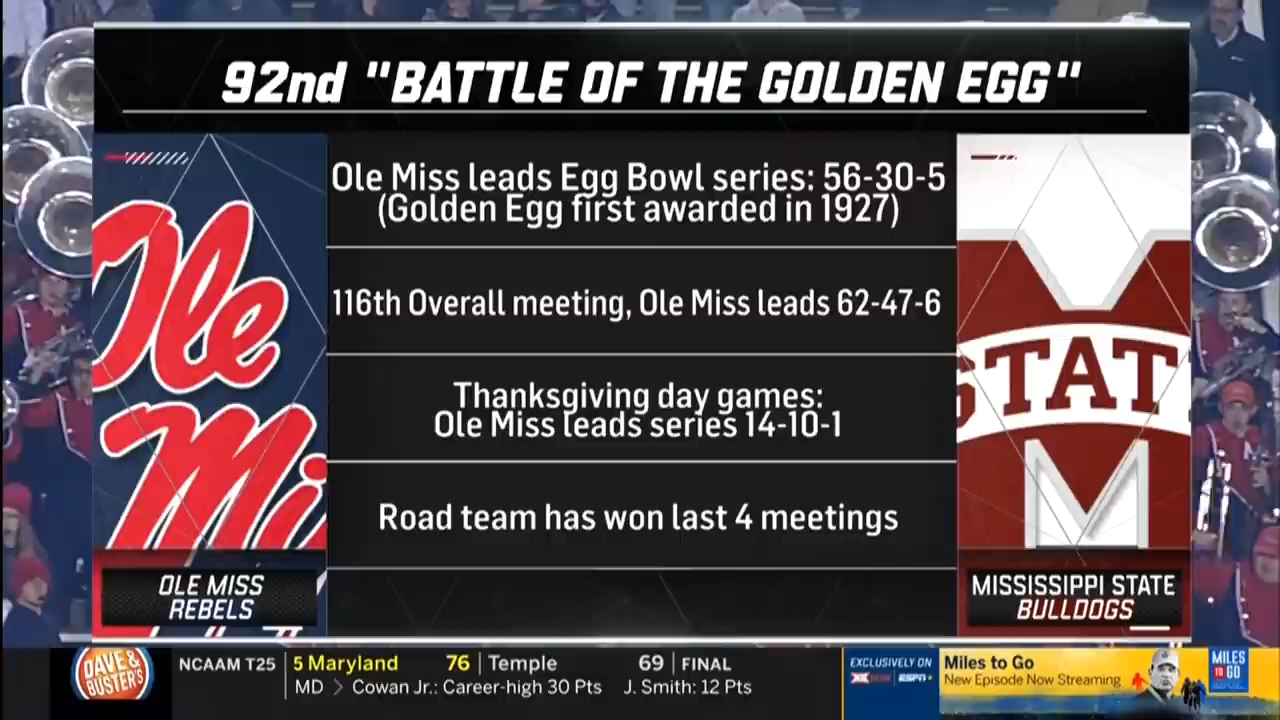 92nd "BATTLE OF THE GOLDEN EGG"
Ole Miss leads Egg Bowl series: 56-30-5
(Golden Egg first awarded in 1927)
116th Overall meeting, Ole Miss leads 62-47-6
Thanksgiving day games:
Ole Miss leads series 14-10-1
Road team has won last 4 meetings
Ole
Mi
OLE MISS
REBELS
STAT
MISSISSIPPI STATE
BULLDOGS
DAVE &
BUSTER'S
NCAAM T25
5 Maryland 76 Temple 69 FINAL
MD > Cowan Jr.: Career-high 30 Pts J. Smith: 12 Pts
EXCLUSIVELY ON
ESPN+
Miles to Go
New Episode Now Streaming
MILES
TO GO